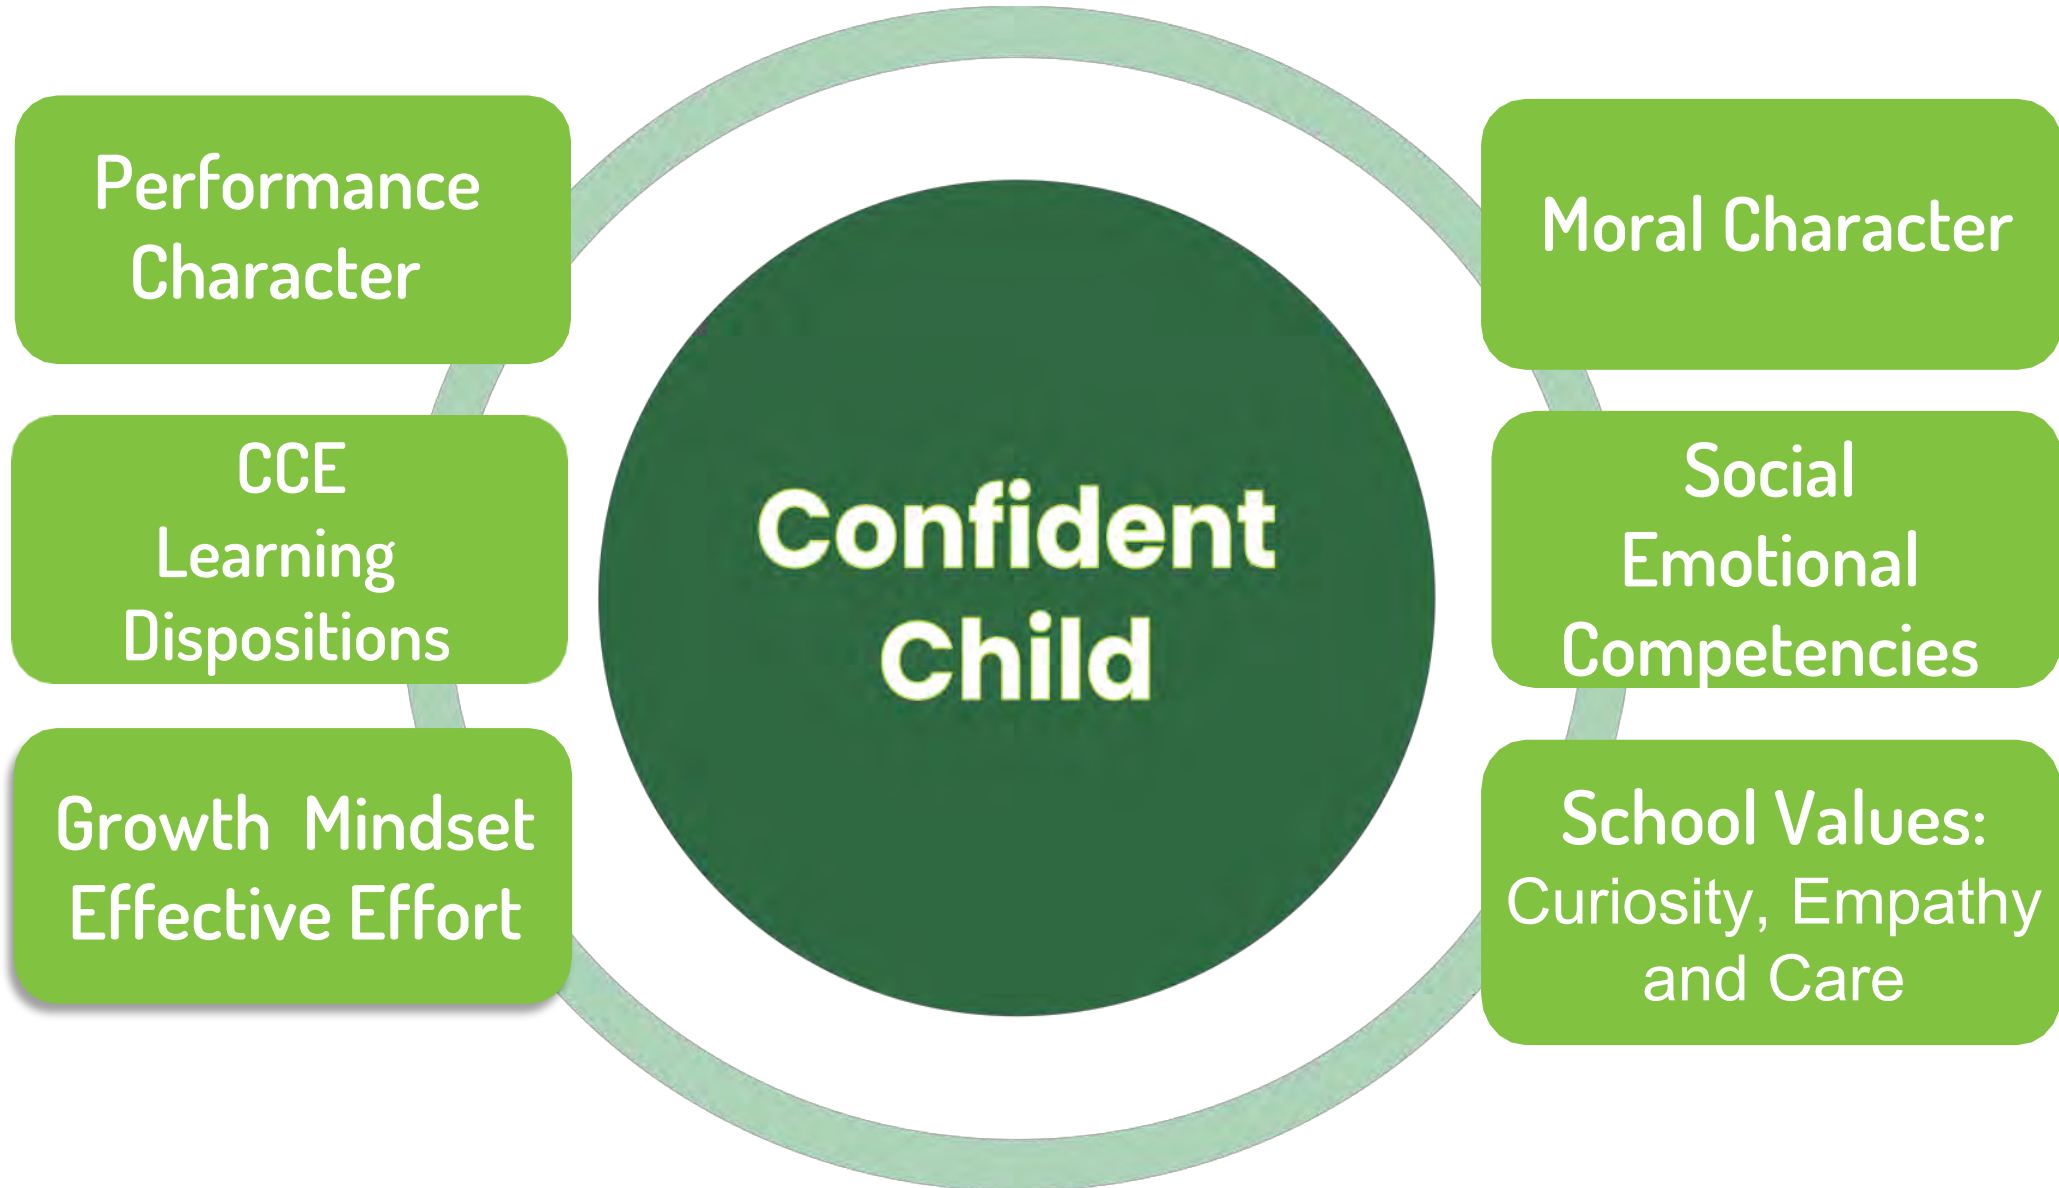 Performance
Character
CCE
Learning
Dispositions
Growth Mindset
Effective Effort
Confident
Child
Moral Character
Social
Emotional
Competencies
School Values:
Curiosity, Empathy
and Care